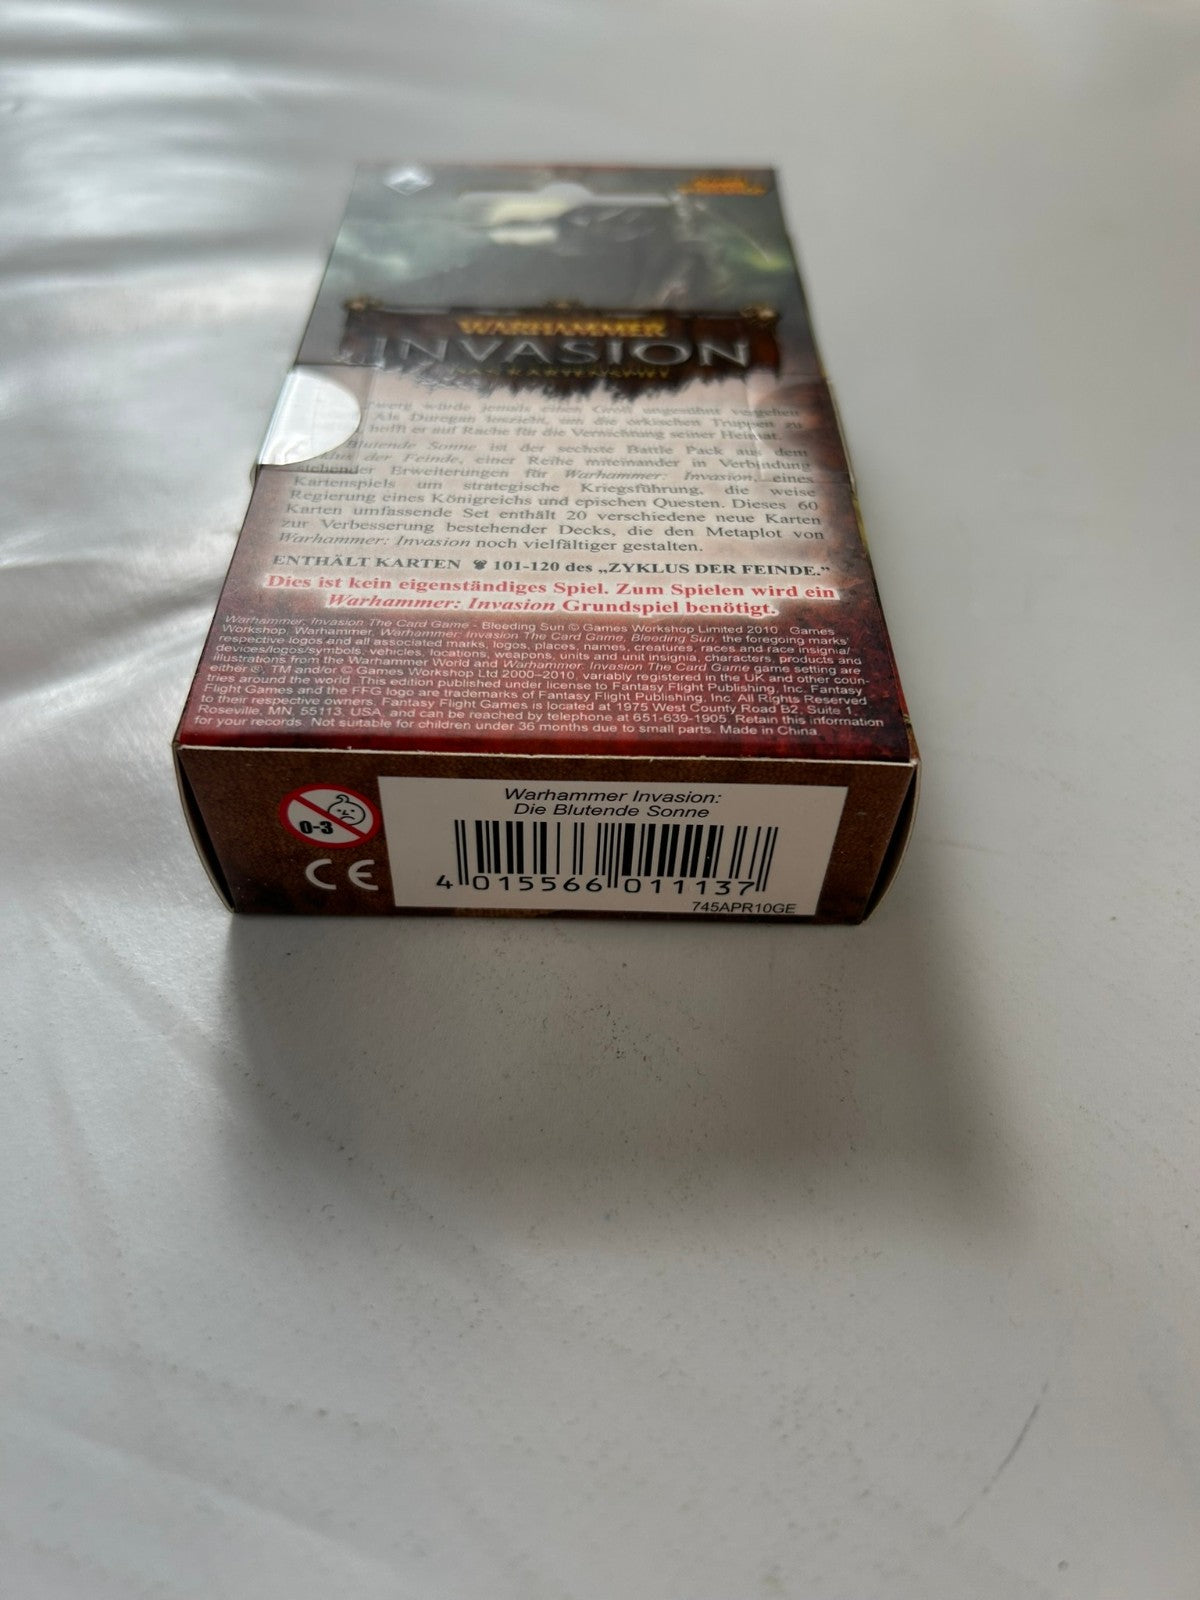 WARHAMMER
INVASION
DAS KARTENSPIEL
Zwerg würde jemals einen Groll ungesühnt vergehen
Als Duregan auszieht, um die orkischen Truppen zu
hofft er auf Rache für die Vernichtung seiner Heimat.
Blutende Sonne ist der sechste Battle Pack aus dem
der Feinde, einer Reihe miteinander in Verbindung
stehender Erweiterungen für Warhammer: Invasion, eines
Kartenspiels um strategische Kriegsführung, die weise
Regierung eines Königreichs und epischen Questen. Dieses 60
Karten umfassende Set enthält 20 verschiedene neue Karten
zur Verbesserung bestehender Decks, die den Metaplot von
Warhammer: Invasion noch vielfältiger gestalten.
ENTHÄLT KARTEN 101-120 des „ZYKLUS DER FEINDE.”
Dies ist kein eigenständiges Spiel. Zum Spielen wird ein
Warhammer: Invasion Grundspiel benötigt.
Warhammer, Invasion The Card Game - Bleeding Sun © Games Workshop Limited 2010. Games
Workshop, Warhammer, Warhammer: Invasion The Card Game, Bleeding Sun, the foregoing marks'
respective logos and all associated marks, logos, places, names, creatures, races and race insignia/
devices/logos/symbols, vehicles, locations, weapons, units and unit insignia, characters, products and
illustrations from the Warhammer World and Warhammer: Invasion The Card Game game setting are
either ®, TM and/or © Games Workshop Ltd 2000–2010, variably registered in the UK and other coun-
tries around the world. This edition published under license to Fantasy Flight Publishing, Inc. Fantasy
Flight Games and the FFG logo are trademarks of Fantasy Flight Publishing, Inc. All Rights Reserved
to their respective owners. Fantasy Flight Games is located at 1975 West County Road B2, Suite 1,
Roseville, MN, 55113, USA, and can be reached by telephone at 651-639-1905. Retain this information
for your records. Not suitable for children under 36 months due to small parts. Made in China.
0-3
CE
Warhammer Invasion:
Die Blutende Sonne
4 015566 011137
745APR10GE